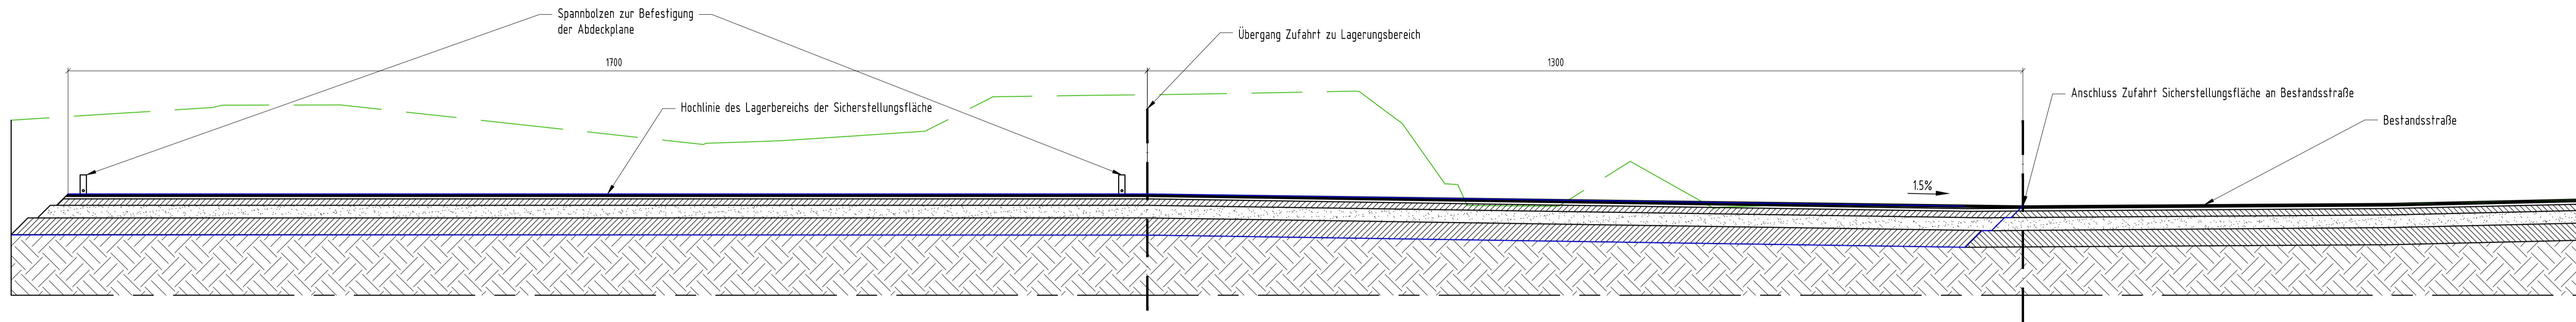 Spannbolzen zur Befestigung
der Abdeckplane
Übergang Zufahrt zu Lagerungsbereich
1700
1300
Hochlinie des Lagerbereichs der Sicherstellungsfläche
Anschluss Zufahrt Sicherstellungsfläche an Bestandsstraße
Bestandsstraße
1.5%